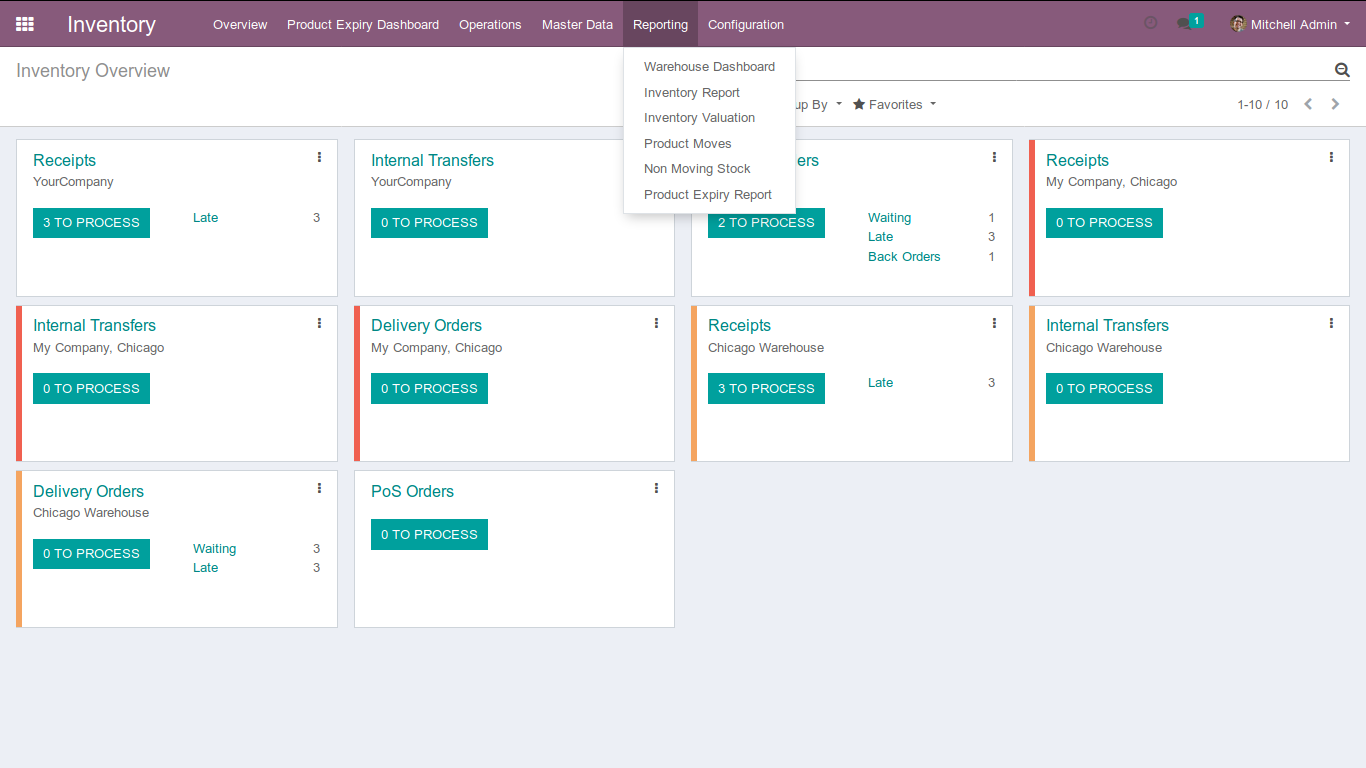 Inventory Overview Product Expiry Dashboard Operations Master Data Reporting Configuration 1 Mitchell Admin
Inventory Overview
Warehouse Dashboard
Inventory Report
Inventory Valuation
Product Moves
Non Moving Stock
Product Expiry Report
up By Favorites 1-10 / 10
Receipts
YourCompany
3 TO PROCESS Late 3
Internal Transfers
YourCompany
0 TO PROCESS
ers
2 TO PROCESS Waiting 1
Late 3
Back Orders 1
Receipts
My Company, Chicago
0 TO PROCESS
Internal Transfers
My Company, Chicago
0 TO PROCESS
Delivery Orders
My Company, Chicago
0 TO PROCESS
Receipts
Chicago Warehouse
3 TO PROCESS Late 3
Internal Transfers
Chicago Warehouse
0 TO PROCESS
Delivery Orders
Chicago Warehouse
0 TO PROCESS Waiting 3
Late 3
PoS Orders
0 TO PROCESS